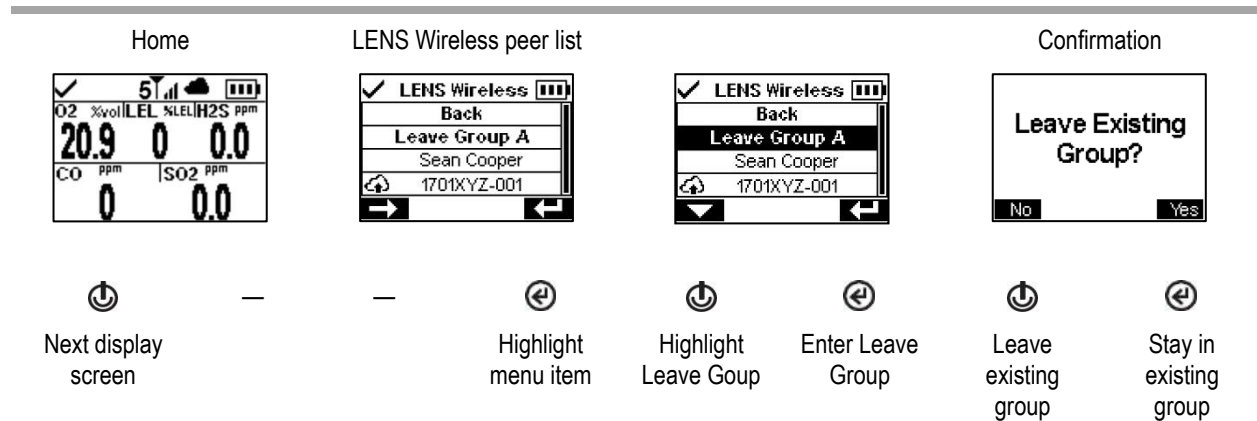 Home
LENS Wireless peer list
Confirmation
5
O2 %vol LEL %LEL H2S ppm
20.9 0 0.0
CO ppm SO2 ppm
0 0.0
LENS Wireless
Back
Leave Group A
Sean Cooper
1701XYZ-001
LENS Wireless
Back
Leave Group A
Sean Cooper
1701XYZ-001
Leave Existing
Group?
No Yes
— —
Next display
screen
Highlight
menu item
Highlight
Leave Goup
Enter Leave
Group
Leave
existing
group
Stay in
existing
group